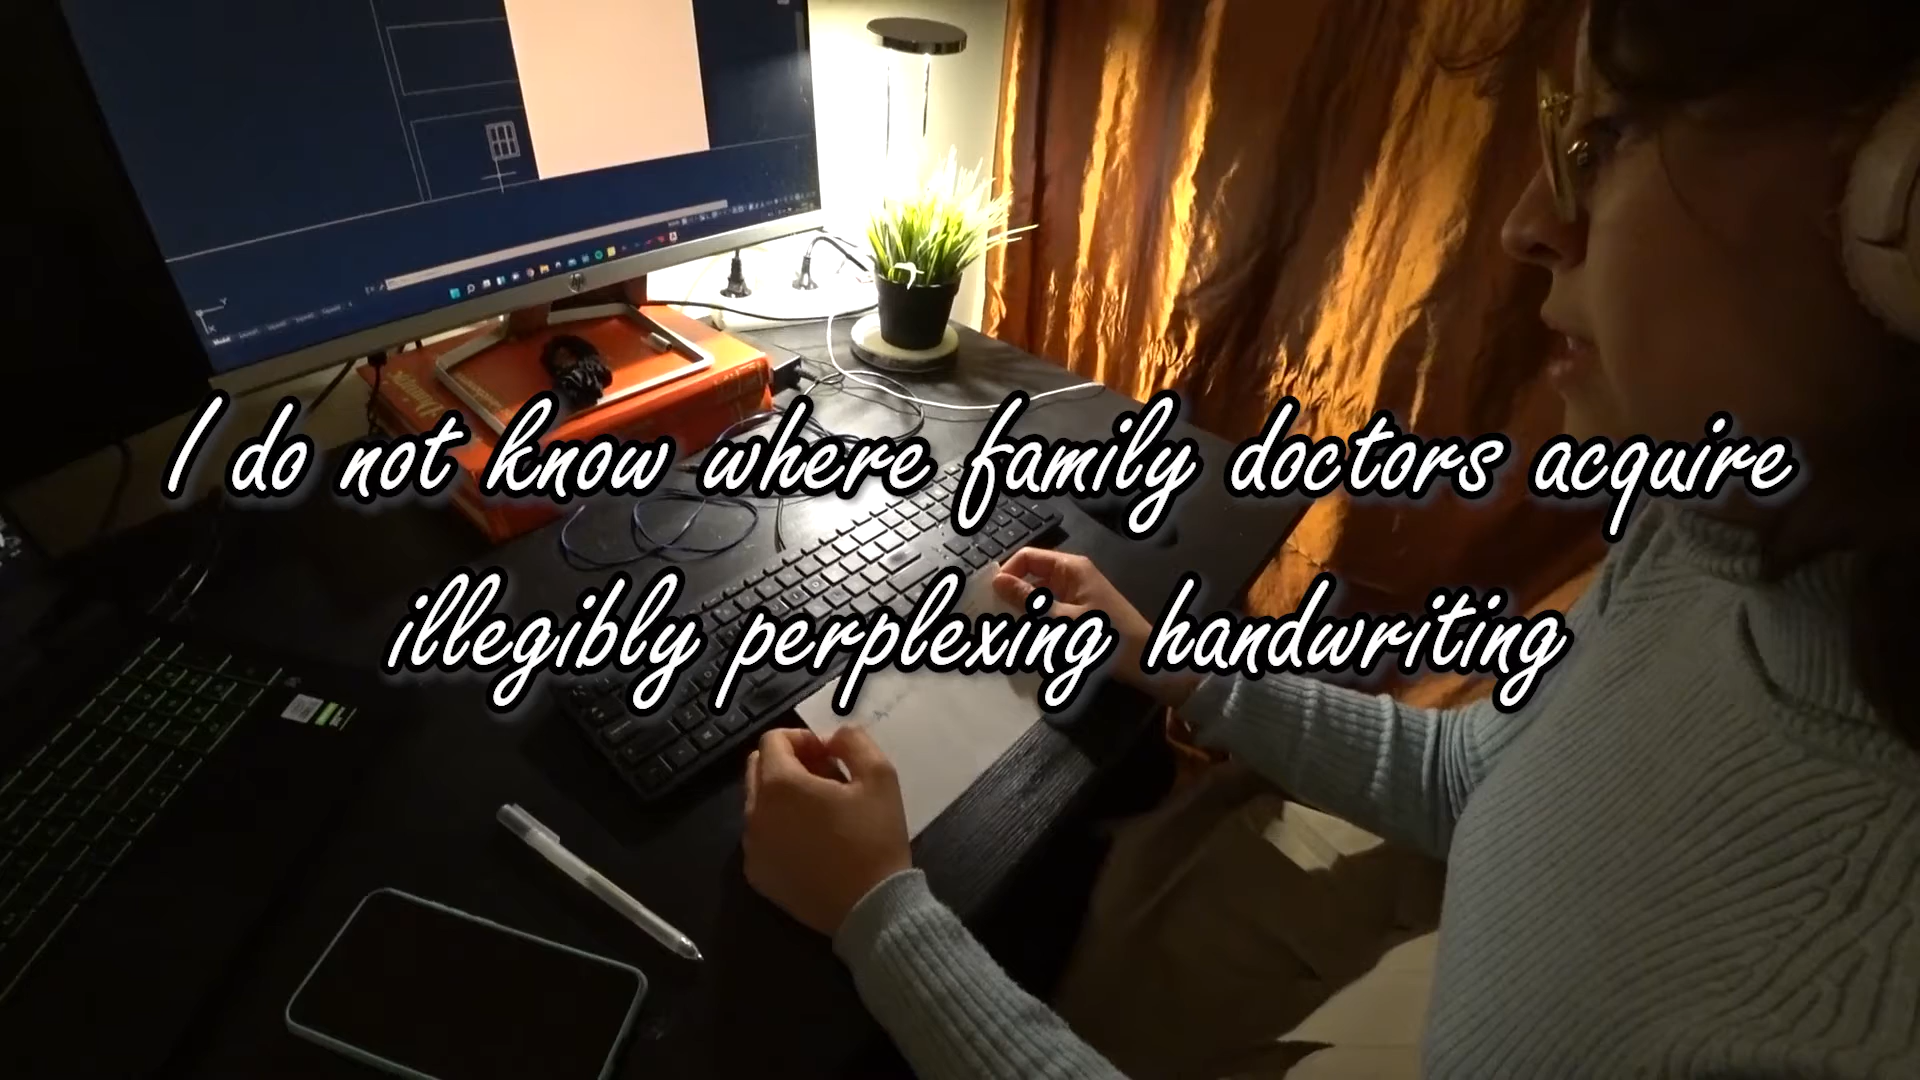 I do not know where family doctors acquire
illegibly perplexing handwriting